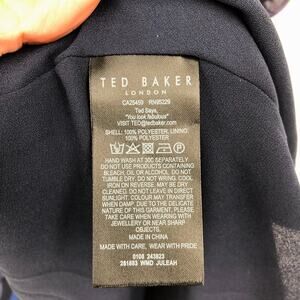 TED BAKER
LONDON
CA25459 RN95229
Ted Says,
"You look fabulous"
VISIT TED@tedbaker.com
SHELL: 100% POLYESTER, LINING:
100% POLYESTER
HAND WASH AT 30C SEPARATELY.
DO NOT USE PRODUCTS CONTAINING
BLEACH, OIL OR ALCOHOL. DO NOT
TUMBLE DRY. DO NOT WRING. COOL
IRON ON REVERSE. MAY BE DRY
CLEANED. DO NOT LEAVE IN DIRECT
SUNLIGHT. COLOUR MAY TRANSFER
WHEN DAMP DUE TO THE DELICATE
NATURE OF THIS GARMENT. PLEASE
TAKE CARE WHEN WEARING WITH
JEWELLERY OR NEAR SHARP
OBJECTS.
MADE IN CHINA
MADE WITH CARE, WEAR WITH PRIDE
0108 243823
261883 WMD JULEAH